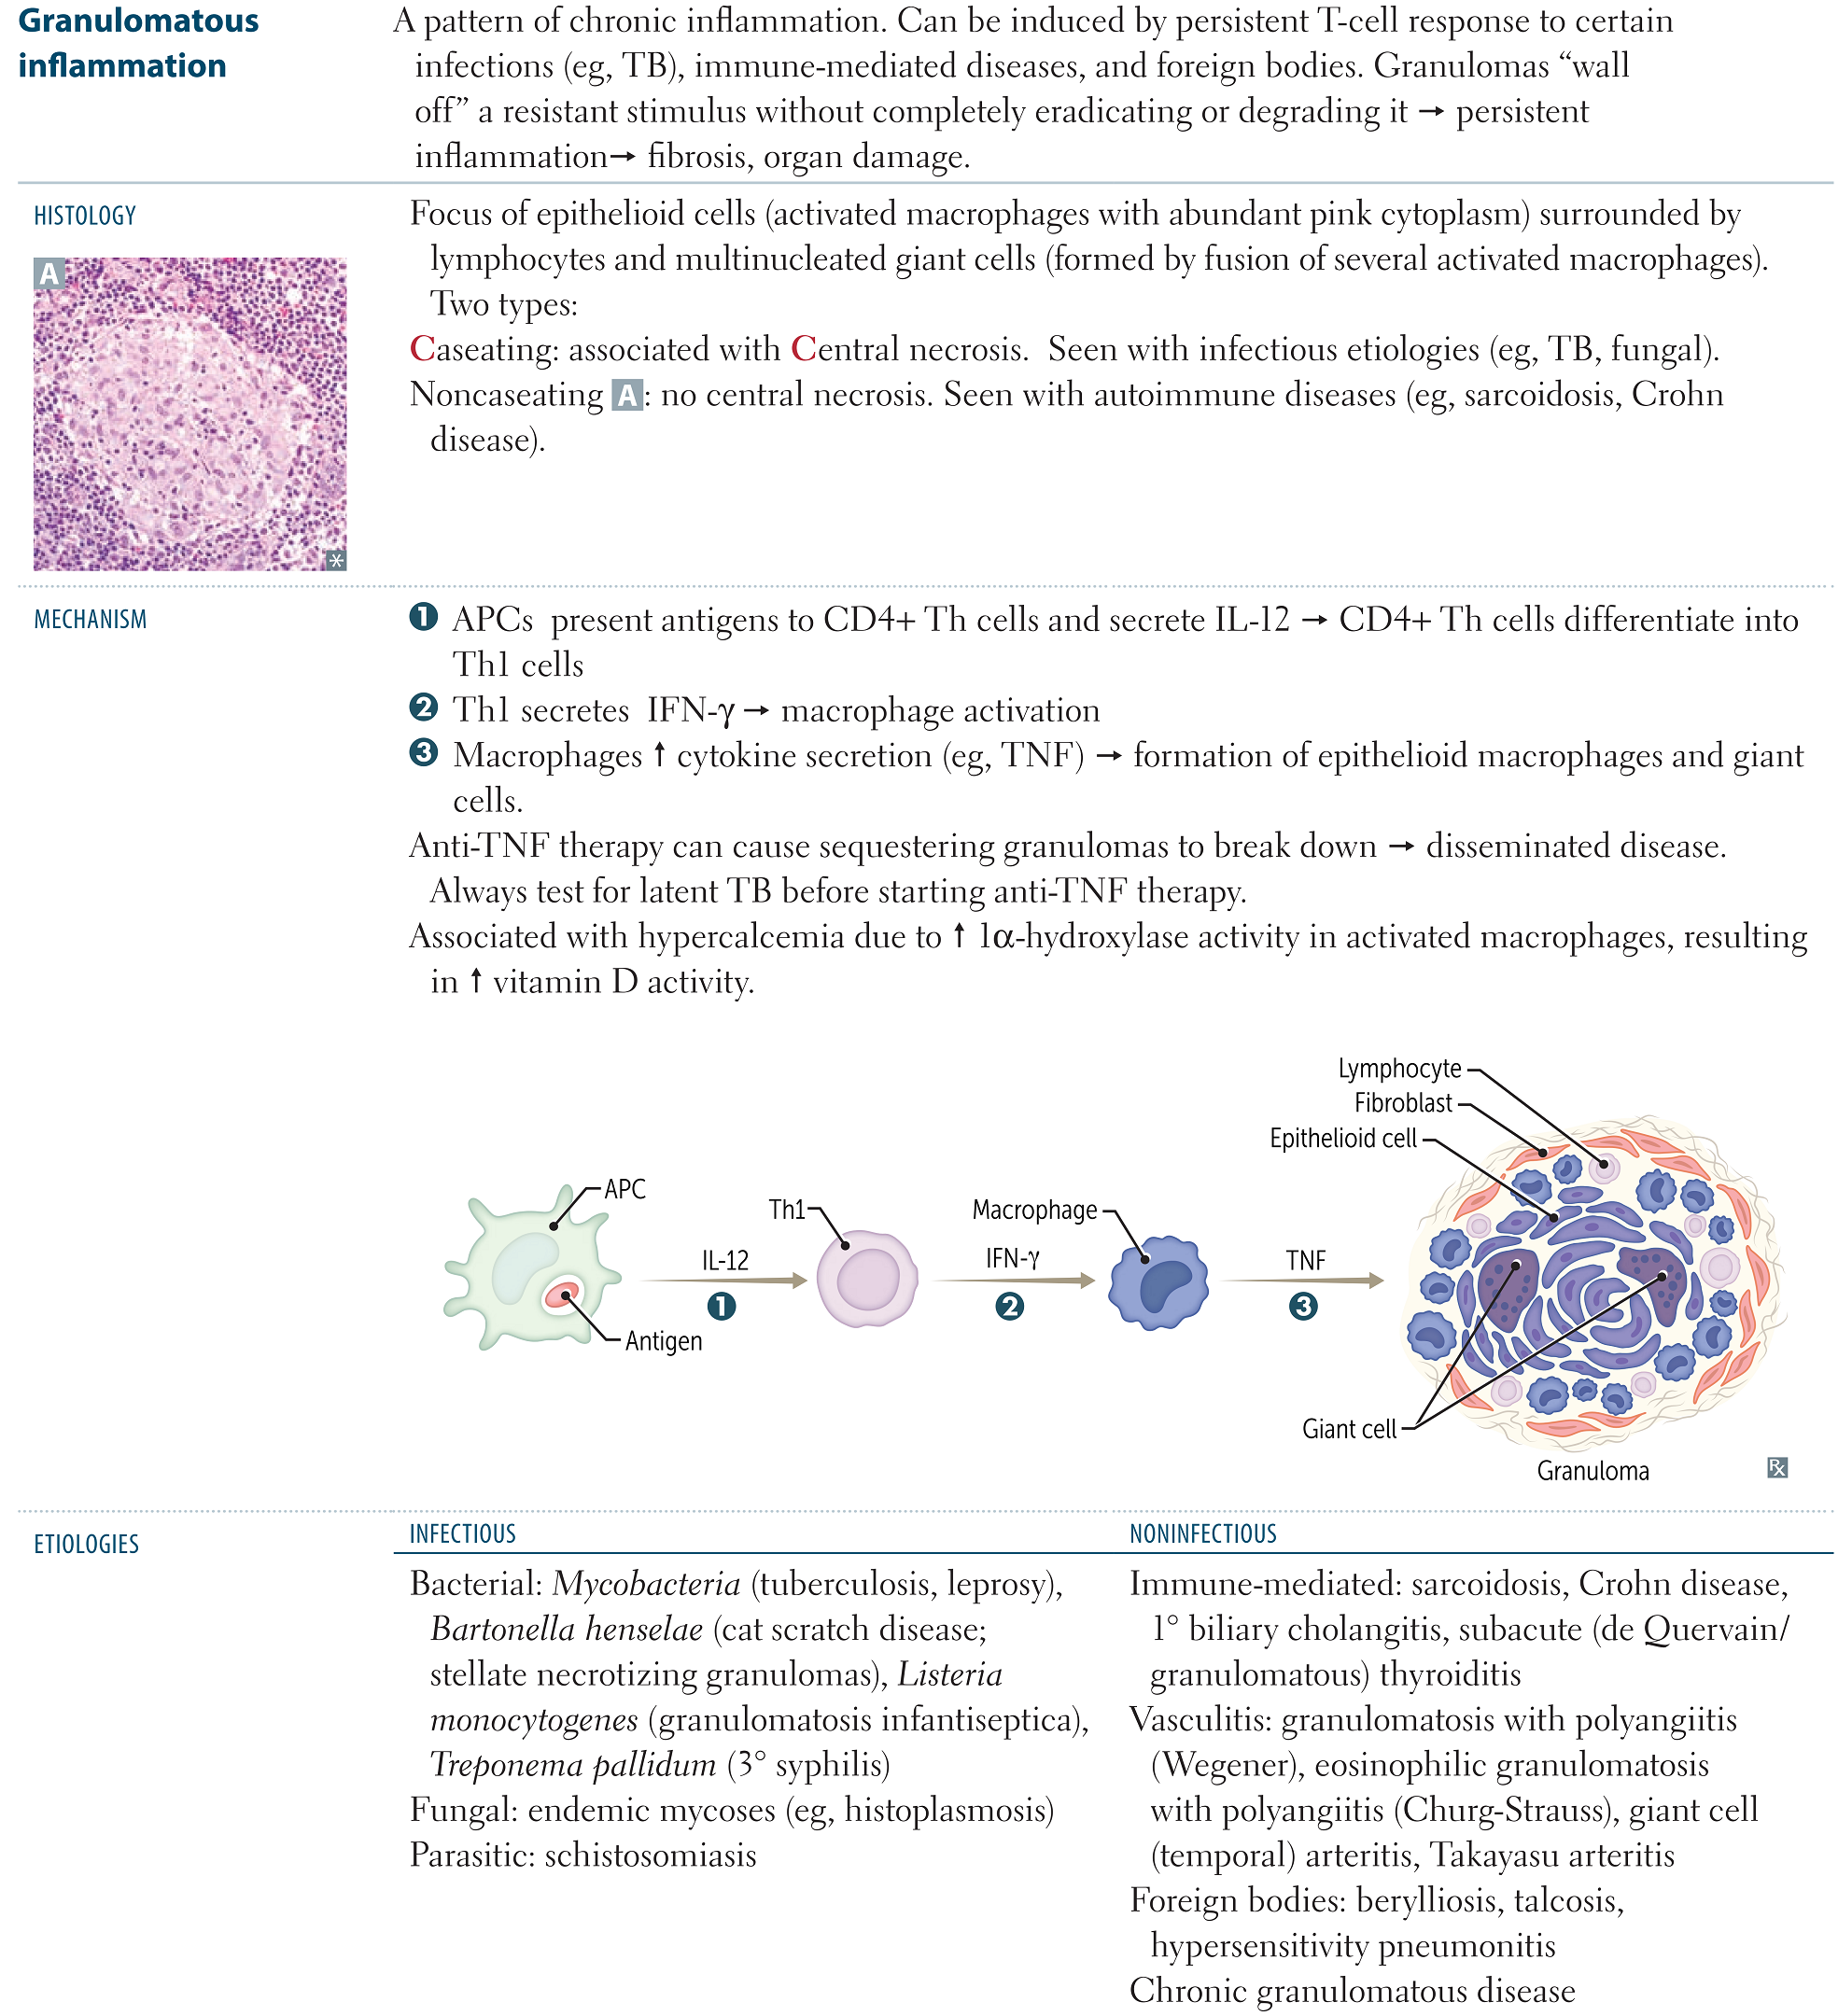 Granulomatous
inflammation
A pattern of chronic inflammation. Can be induced by persistent T-cell response to certain
infections (eg, TB), immune-mediated diseases, and foreign bodies. Granulomas “wall
off” a resistant stimulus without completely eradicating or degrading it → persistent
inflammation→ fibrosis, organ damage.
HISTOLOGY
A
*
Focus of epithelioid cells (activated macrophages with abundant pink cytoplasm) surrounded by
lymphocytes and multinucleated giant cells (formed by fusion of several activated macrophages).
Two types:
Caseating: associated with Central necrosis. Seen with infectious etiologies (eg, TB, fungal).
Noncaseating A: no central necrosis. Seen with autoimmune diseases (eg, sarcoidosis, Crohn
disease).
MECHANISM
1 APCs present antigens to CD4+ Th cells and secrete IL-12 → CD4+ Th cells differentiate into
Th1 cells
2 Th1 secretes IFN-γ → macrophage activation
3 Macrophages ↑ cytokine secretion (eg, TNF) → formation of epithelioid macrophages and giant
cells.
Anti-TNF therapy can cause sequestering granulomas to break down → disseminated disease.
Always test for latent TB before starting anti-TNF therapy.
Associated with hypercalcemia due to ↑ 1α-hydroxylase activity in activated macrophages, resulting
in ↑ vitamin D activity.
Lymphocyte
Fibroblast
Epithelioid cell
APC
Antigen
IL-12
1
Th1
Macrophage
IFN-γ
2
TNF
3
Giant cell
Granuloma
Rx
ETIOLOGIES
INFECTIOUS
Bacterial: Mycobacteria (tuberculosis, leprosy),
Bartonella henselae (cat scratch disease;
stellate necrotizing granulomas), Listeria
monocytogenes (granulomatosis infantiseptica),
Treponema pallidum (3° syphilis)
Fungal: endemic mycoses (eg, histoplasmosis)
Parasitic: schistosomiasis
NONINFECTIOUS
Immune-mediated: sarcoidosis, Crohn disease,
1° biliary cholangitis, subacute (de Quervain/
granulomatous) thyroiditis
Vasculitis: granulomatosis with polyangiitis
(Wegener), eosinophilic granulomatosis
with polyangiitis (Churg-Strauss), giant cell
(temporal) arteritis, Takayasu arteritis
Foreign bodies: berylliosis, talcosis,
hypersensitivity pneumonitis
Chronic granulomatous disease